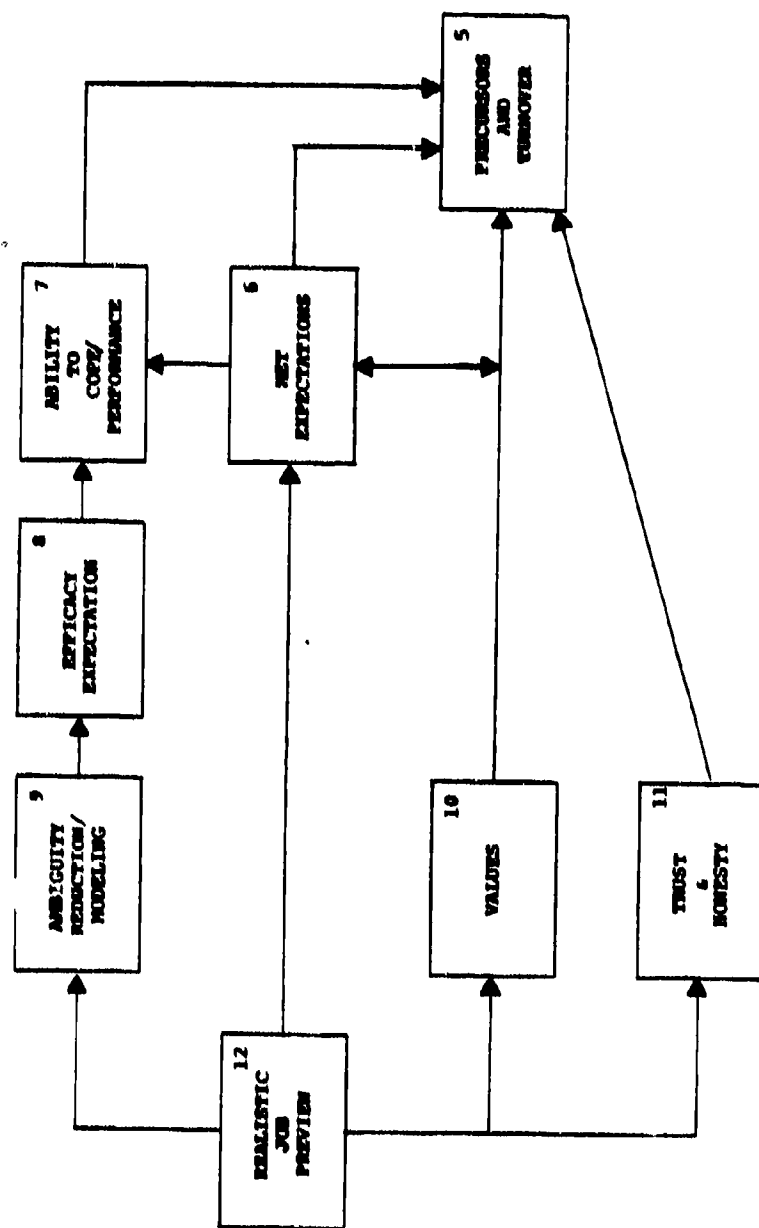 12
REALISTIC
JOB
PREVIEW
9
AMBIGUITY
REDUCTION/
MODELING
8
EFFICACY
EXPECTATION
7
ABILITY
TO
COPE/
PERFORMANCE
6
MET
EXPECTATIONS
10
VALUES
11
TRUST
&
HONESTY
5
PRECURSORS
AND
TURNOVER